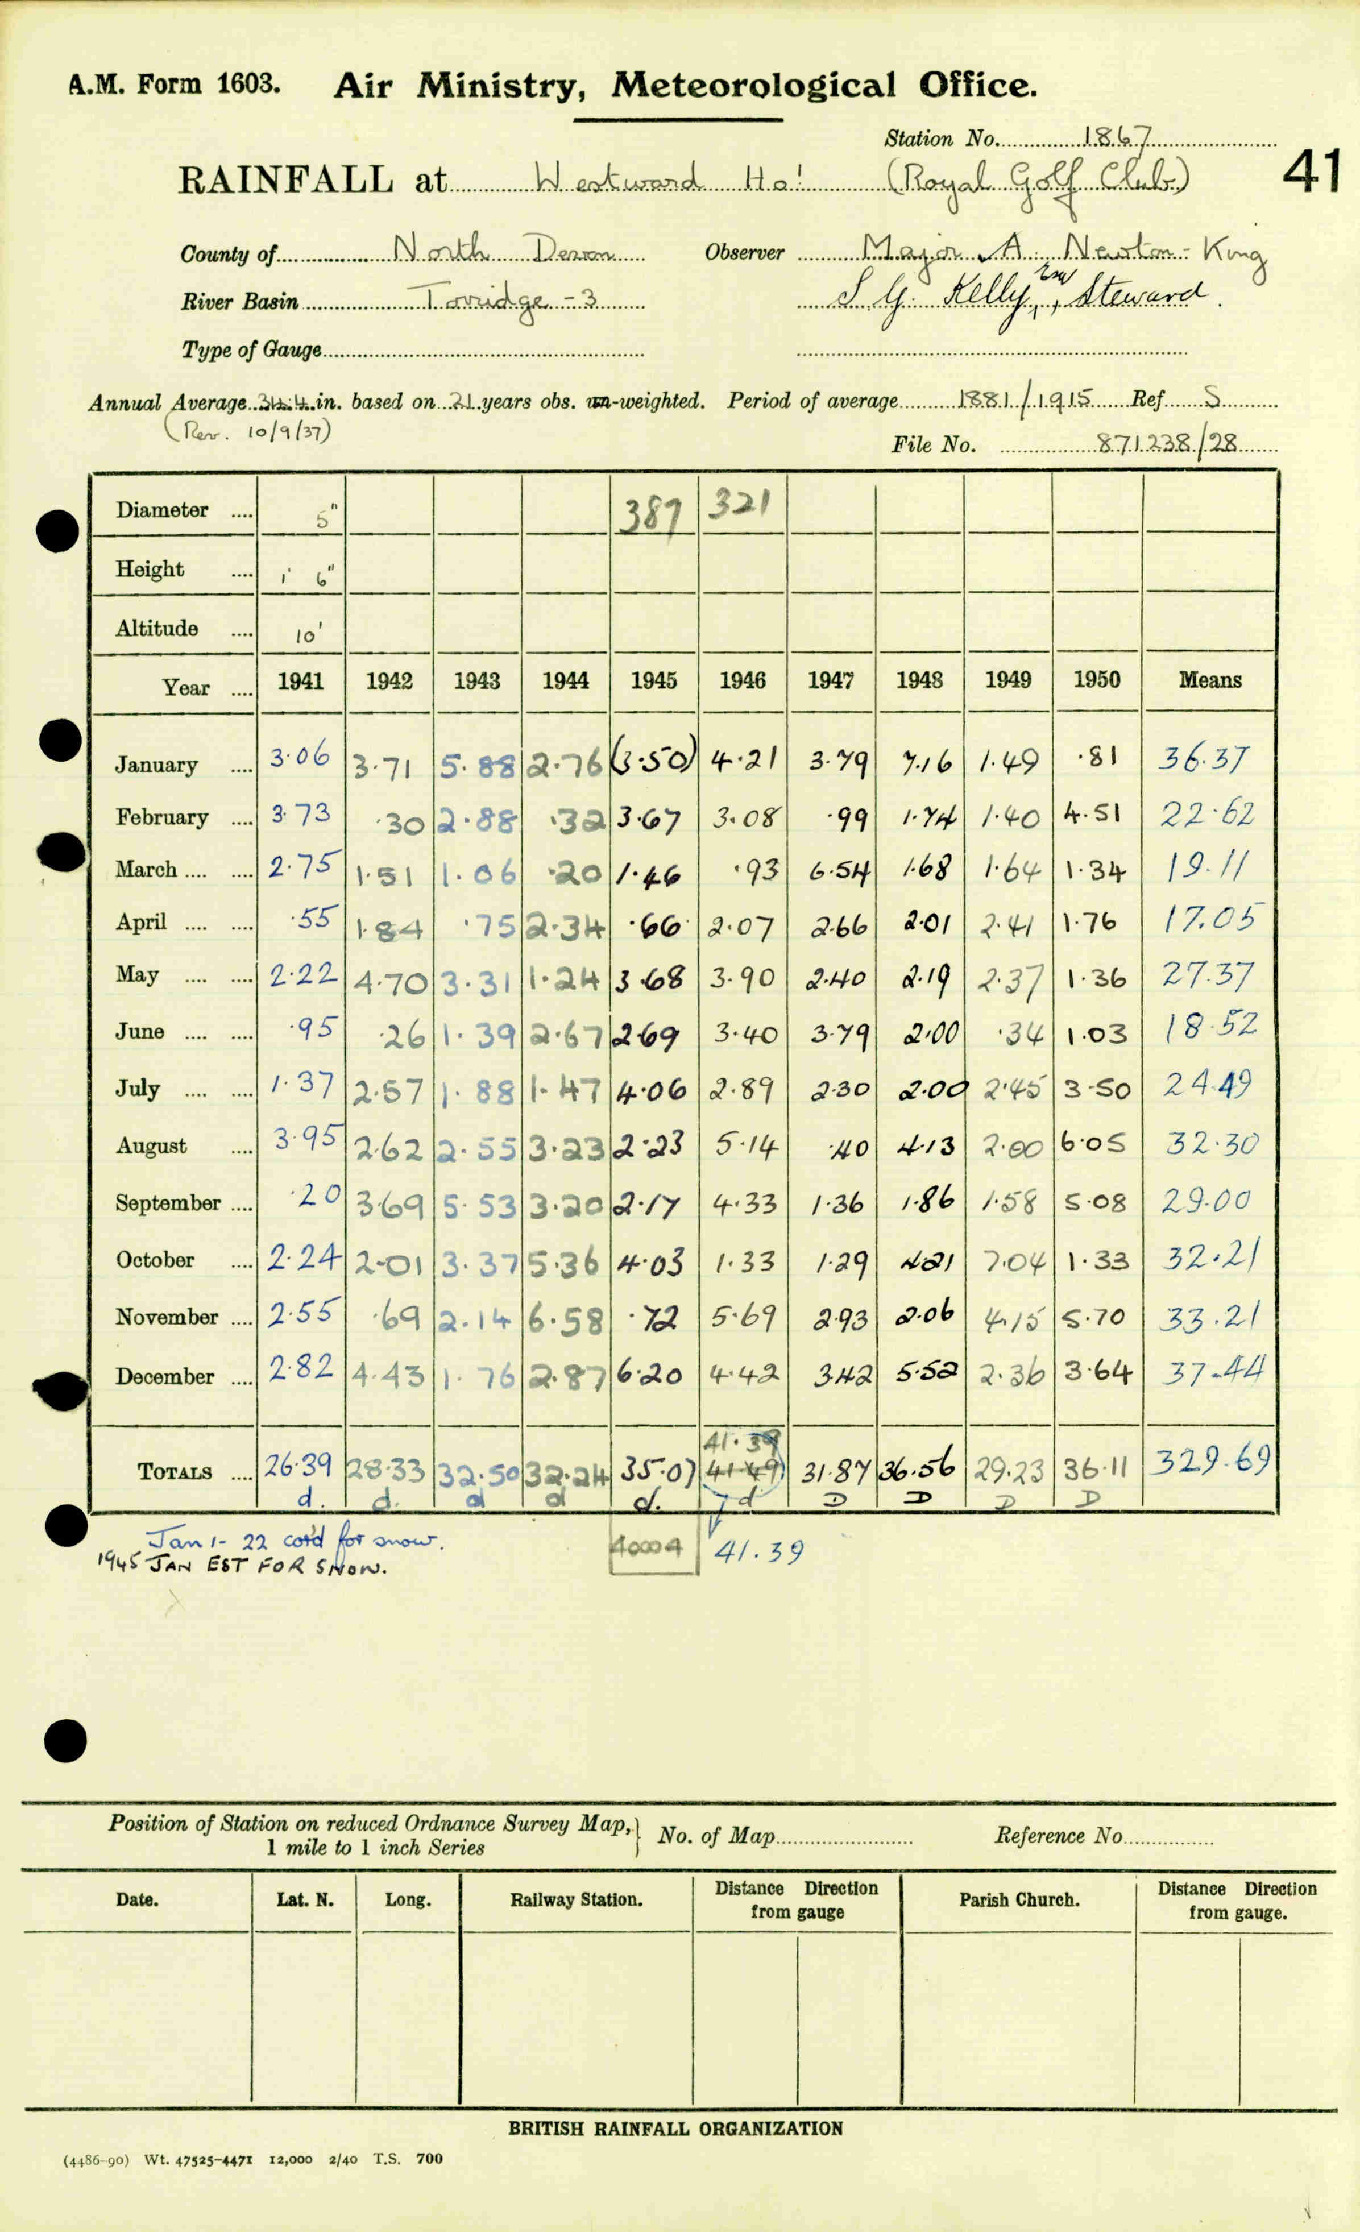 A.M. Form 1603. Air Ministry, Meteorological Office.
Station No. 1867
41
RAINFALL at Westward Ho! (Royal Golf Club)
County of North Devon Observer Major A. Newton-King
River Basin Torridge-3 S G. Kelly, Steward.
Type of Gauge
Annual Average 34.4 in. based on 21 years obs. un-weighted. Period of average 1881/1915 Ref S
(Rev. 10/9/37)
File No. 871238/28
Diameter .... 5" 387 321
Height .... 1' 6"
Altitude .... 10'
Year .... 1941 1942 1943 1944 1945 1946 1947 1948 1949 1950 Means
January .... 3.06 3.71 5.88 2.76 (3.50) 4.21 3.79 7.16 1.49 .81 36.37
February .... 3.73 .30 2.88 .32 3.67 3.08 .99 1.74 1.40 4.51 22.62
March .... .... 2.75 1.51 1.06 .20 1.46 .93 6.54 1.68 1.64 1.34 19.11
April .... .... .55 1.84 .75 2.34 .66 2.07 2.66 2.01 2.41 1.76 17.05
May .... .... 2.22 4.70 3.31 1.24 3.68 3.90 2.40 2.19 2.37 1.36 27.37
June .... .... .95 .26 1.39 2.67 2.69 3.40 3.79 2.00 .34 1.03 18.52
July .... .... 1.37 2.57 1.88 1.47 4.06 2.89 2.30 2.00 2.45 3.50 24.49
August .... 3.95 2.62 2.55 3.23 2.23 5.14 .40 4.13 2.00 6.05 32.30
September .... .20 3.69 5.53 3.20 2.17 4.33 1.36 1.86 1.58 5.08 29.00
October .... 2.24 2.01 3.37 5.36 4.03 1.33 1.29 4.21 7.04 1.33 32.21
November .... 2.55 .69 2.14 6.58 .72 5.69 2.93 2.06 4.15 5.70 33.21
December .... 2.82 4.43 1.76 2.87 6.20 4.42 3.42 5.52 2.36 3.64 37.44
41.39
TOTALS .... 26.39 28.33 32.50 32.24 35.07 41.49 31.87 36.56 29.23 36.11 329.69
d. d. d d d. d D D D D
Jan 1- 22 cor'd for snow.
41.39
1945 JAN EST FOR SNOW.
Position of Station on reduced Ordnance Survey Map,
1 mile to 1 inch Series
No. of Map Reference No.
Date. Lat. N. Long. Railway Station. Distance Direction from gauge Parish Church. Distance Direction from gauge.
BRITISH RAINFALL ORGANIZATION
(4486-90) Wt. 47525-4471 12,000 2/40 T.S. 700